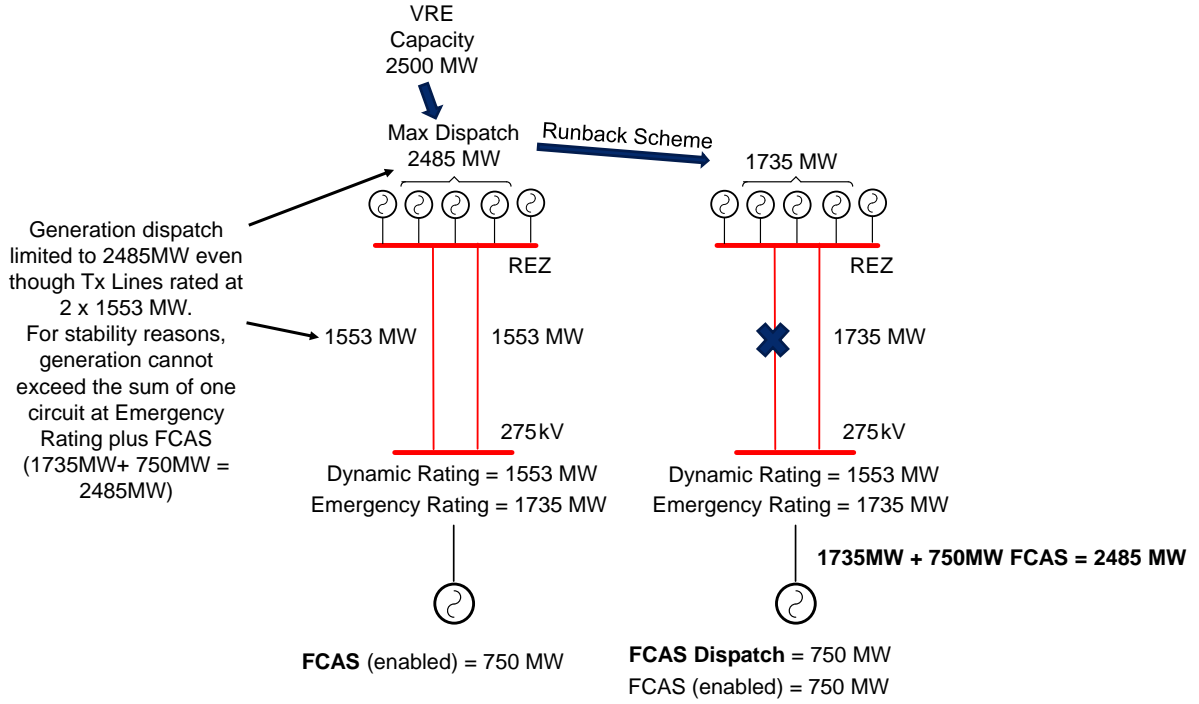 VRE
Capacity
2500 MW
Max Dispatch
2485 MW
Runback Scheme
1735 MW
Generation dispatch
limited to 2485MW even
though Tx Lines rated at
2 x 1553 MW.
For stability reasons,
generation cannot
exceed the sum of one
circuit at Emergency
Rating plus FCAS
(1735MW+ 750MW =
2485MW)
REZ
1553 MW
1553 MW
275kV
Dynamic Rating = 1553 MW
Emergency Rating = 1735 MW
FCAS (enabled) = 750 MW
REZ
1735 MW
275kV
Dynamic Rating = 1553 MW
Emergency Rating = 1735 MW
1735MW + 750MW FCAS = 2485 MW
FCAS Dispatch = 750 MW
FCAS (enabled) = 750 MW